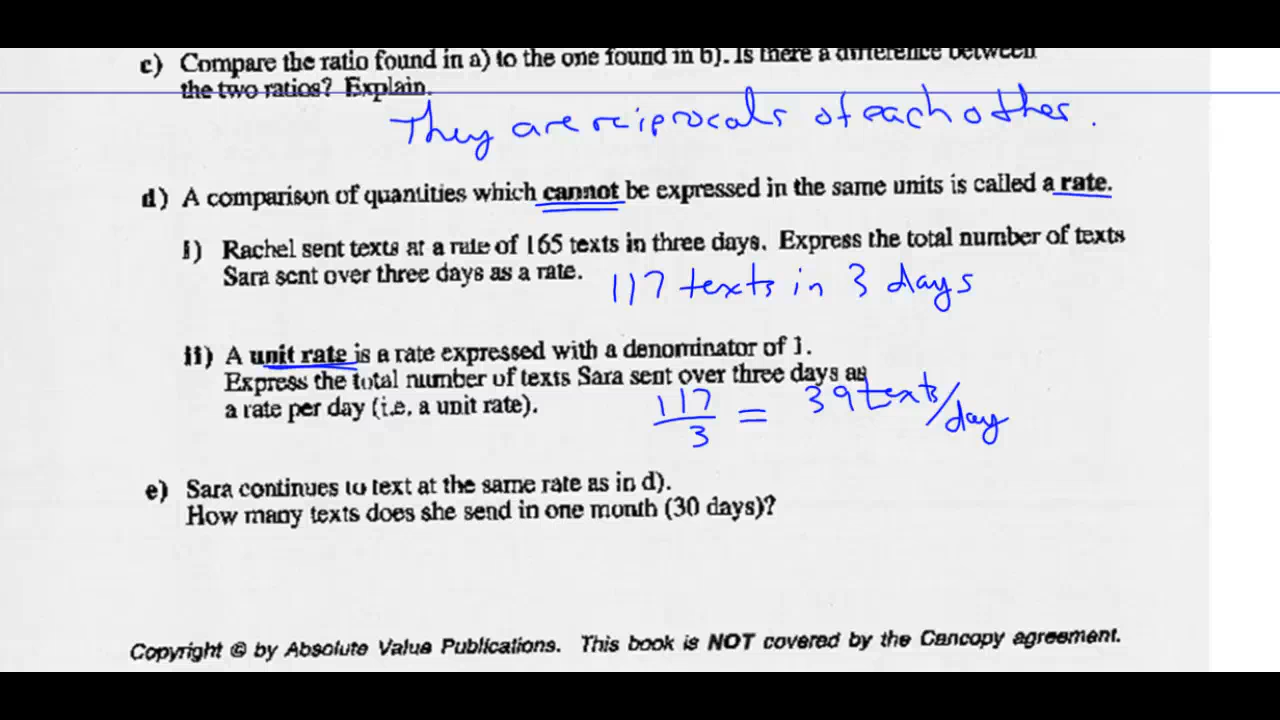 c) Compare the ratio found in a) to the one found in b). Is there a difference between
the two ratios? Explain.
They are reciprocals of each other.
d) A comparison of quantities which cannot be expressed in the same units is called a rate.
i) Rachel sent texts at a rate of 165 texts in three days. Express the total number of texts
Sara sent over three days as a rate.
117 texts in 3 days
ii) A unit rate is a rate expressed with a denominator of 1.
Express the total number of texts Sara sent over three days as
a rate per day (i.e, a unit rate).
117/3 = 39 texts/day
e) Sara continues to text at the same rate as in d).
How many texts does she send in one month (30 days)?
Copyright © by Absolute Value Publications. This book is NOT covered by the Cancopy agreement.